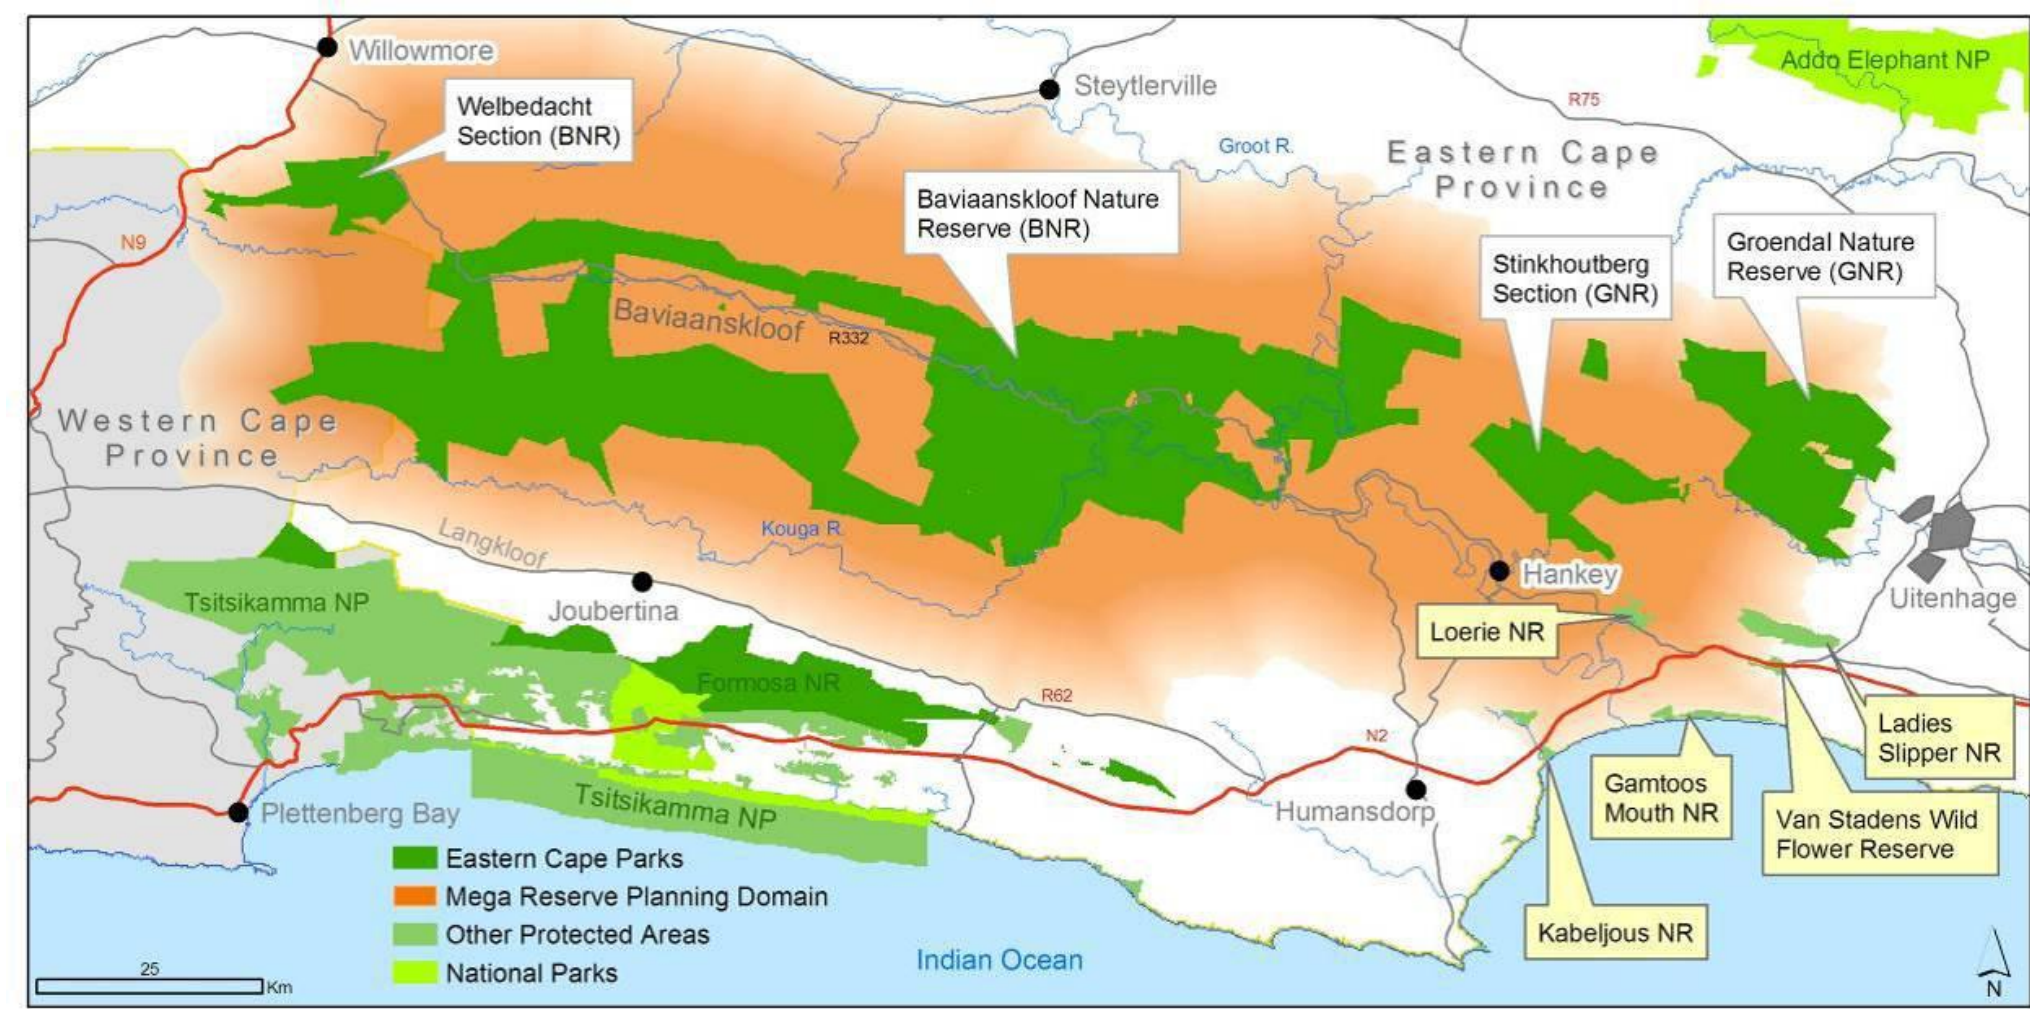 Willowmore
Steytlerville
Addo Elephant NP
R75
Welbedacht
Section (BNR)
Groot R.
Eastern Cape
Province
Baviaanskloof Nature
Reserve (BNR)
N9
Stinkhoutberg
Section (GNR)
Groendal Nature
Reserve (GNR)
Baviaanskloof
R332
Western Cape
Province
Langkloof
Kouga R.
Hankey
Tsitsikamma NP
Joubertina
Uitenhage
Loerie NR
Formosa NR
R62
N2
Ladies
Slipper NR
Gamtoos
Mouth NR
Van Stadens Wild
Flower Reserve
Plettenberg Bay
Tsitsikamma NP
Humansdorp
Kabeljous NR
Eastern Cape Parks
Mega Reserve Planning Domain
Other Protected Areas
National Parks
Indian Ocean
25
Km
N